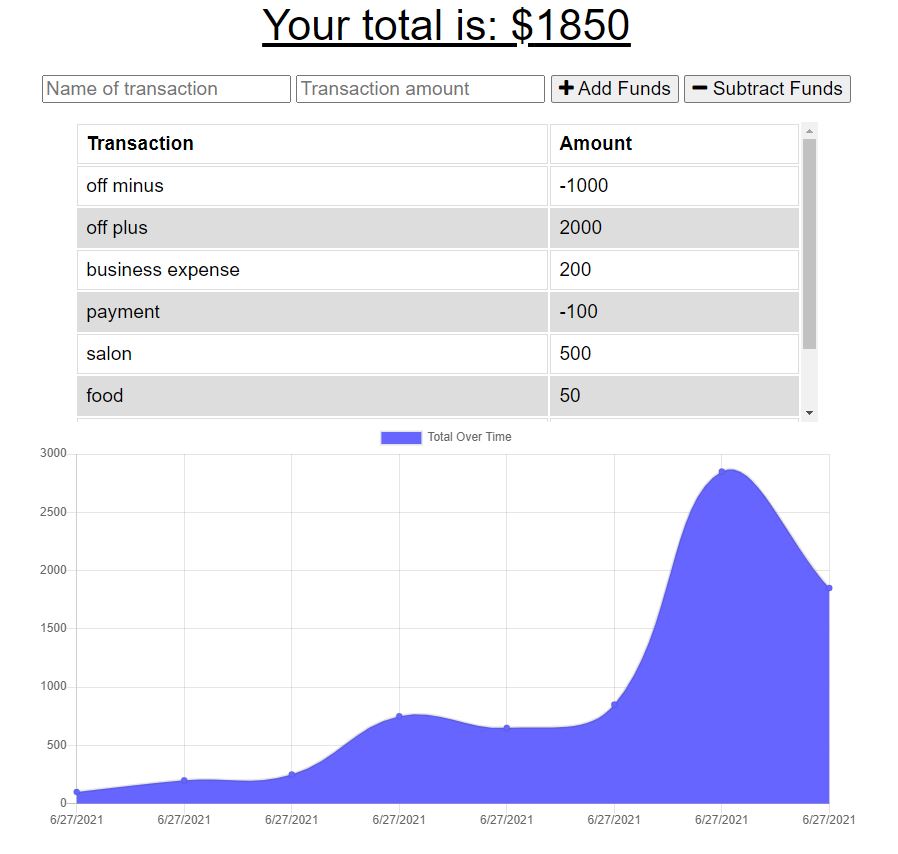 Your total is: $1850
Name of transaction Transaction amount Add Funds Subtract Funds
Transaction Amount
off minus -1000
off plus 2000
business expense 200
payment -100
salon 500
food 50
Total Over Time
3000
2500
2000
1500
1000
500
0
6/27/2021 6/27/2021 6/27/2021 6/27/2021 6/27/2021 6/27/2021 6/27/2021 6/27/2021